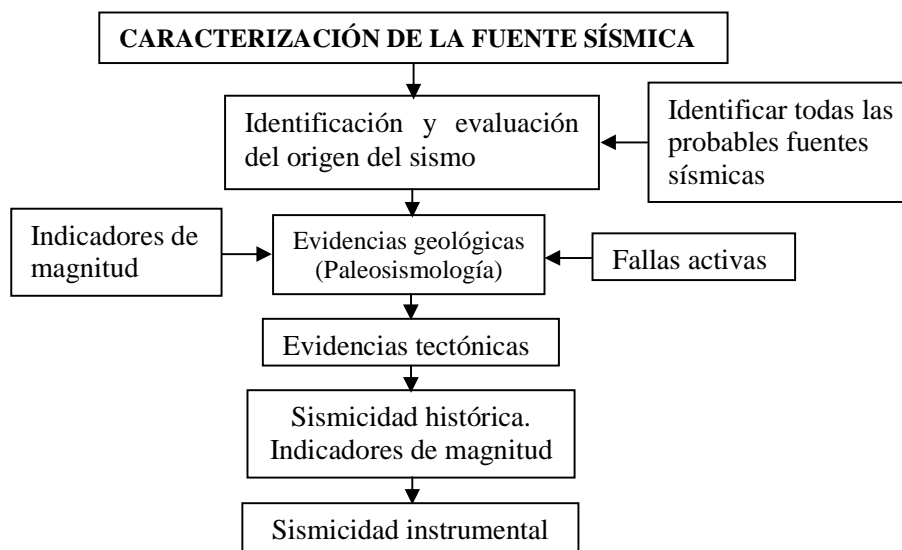 CARACTERIZACIÓN DE LA FUENTE SÍSMICA
Identificación y evaluación
del origen del sismo
Identificar todas las
probables fuentes
sísmicas
Indicadores de
magnitud
Evidencias geológicas
(Paleosismología)
Fallas activas
Evidencias tectónicas
Sismicidad histórica.
Indicadores de magnitud
Sismicidad instrumental